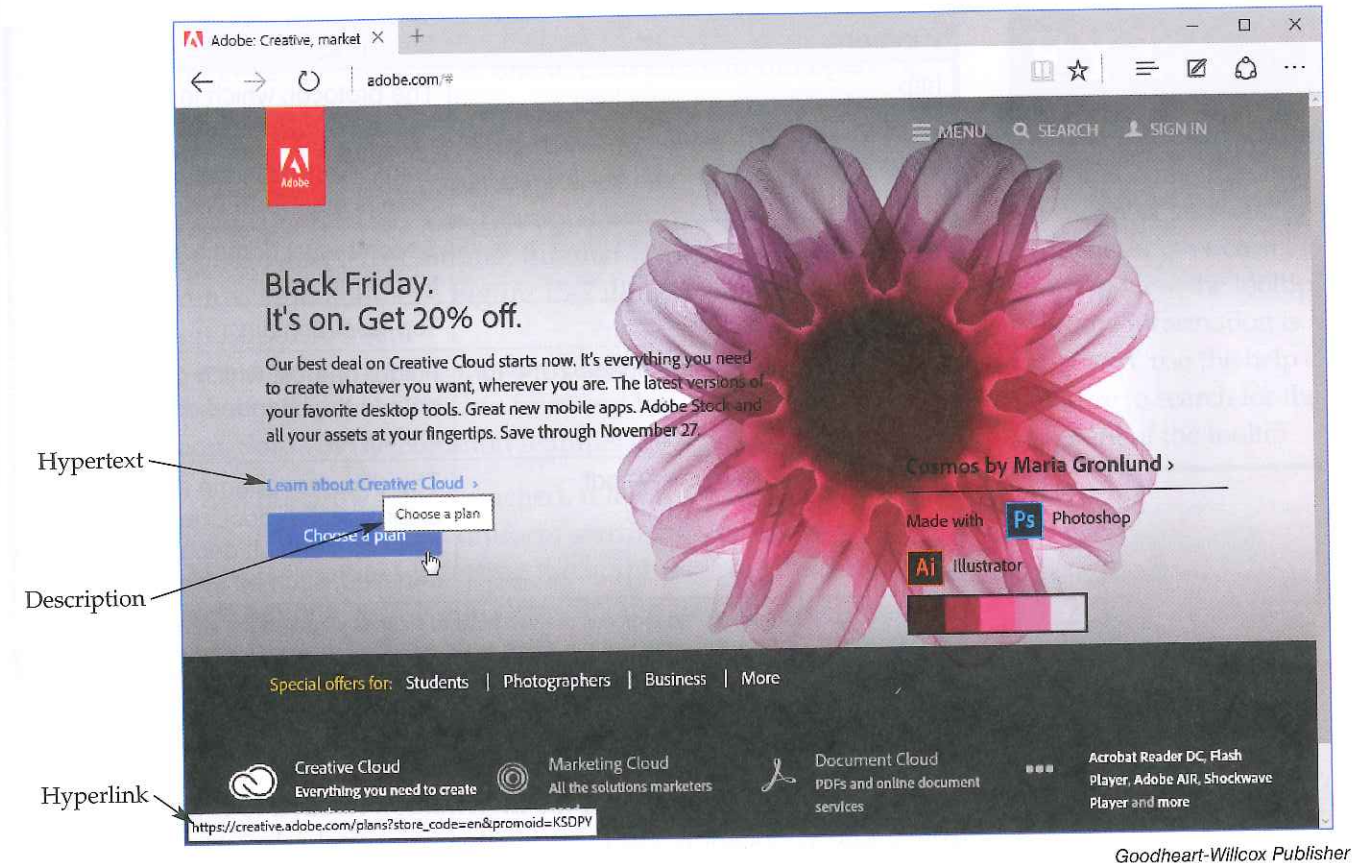 Adobe: Creative, market
adobe.com/#
MENU SEARCH SIGN IN
Adobe
Black Friday.
It's on. Get 20% off.
Our best deal on Creative Cloud starts now. It's everything you need
to create whatever you want, wherever you are. The latest versions of
your favorite desktop tools. Great new mobile apps. Adobe Stock and
all your assets at your fingertips. Save through November 27.
Hypertext
Learn about Creative Cloud ›
Choose a plan
Choose a plan
Description
Cosmos by Maria Gronlund ›
Made with Ps Photoshop
Ai Illustrator
Special offers for: Students | Photographers | Business | More
Creative Cloud
Everything you need to create
Marketing Cloud
All the solutions marketers
need
Document Cloud
PDFs and online document
services
Acrobat Reader DC, Flash
Player, Adobe AIR, Shockwave
Player and more
Hyperlink
https://creative.adobe.com/plans?store_code=en&promoid=KSDPY
Goodheart-Willcox Publisher